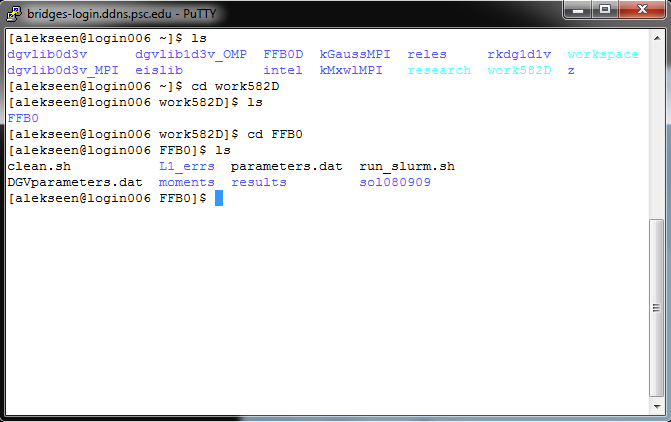 bridges-login.ddns.psc.edu - PuTTY
[alekseen@login006 ~]$ ls
dgvlib0d3v dgvlib1d3v_OMP FFB0D kGaussMPI reles rkdg1d1v workspace
dgvlib0d3v_MPI eislib intel kMxwlMPI research work582D z
[alekseen@login006 ~]$ cd work582D
[alekseen@login006 work582D]$ ls
FFB0
[alekseen@login006 work582D]$ cd FFB0
[alekseen@login006 FFB0]$ ls
clean.sh L1_errs parameters.dat run_slurm.sh
DGVparameters.dat moments results sol080909
[alekseen@login006 FFB0]$